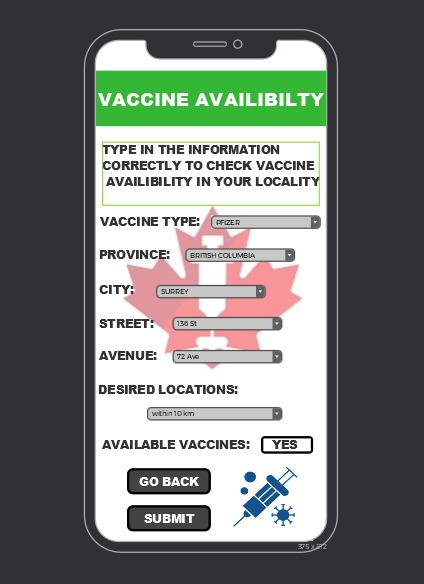 VACCINE AVAILIBILTY
TYPE IN THE INFORMATION
CORRECTLY TO CHECK VACCINE
AVAILIBILITY IN YOUR LOCALITY
VACCINE TYPE: PFIZER
PROVINCE: BRITISH COLUMBIA
CITY: SURREY
STREET: 136 St
AVENUE: 72 Ave
DESIRED LOCATIONS:
within 10 km
AVAILABLE VACCINES: YES
GO BACK
SUBMIT
375 x 812